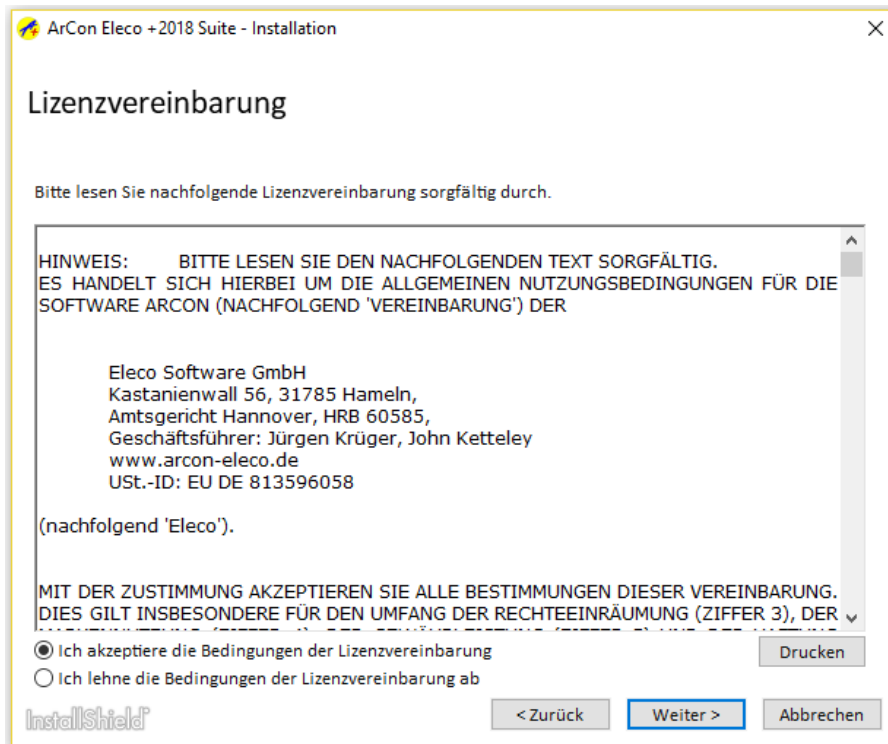 ArCon Eleco +2018 Suite - Installation
Lizenzvereinbarung
Bitte lesen Sie nachfolgende Lizenzvereinbarung sorgfältig durch.
HINWEIS: BITTE LESEN SIE DEN NACHFOLGENDEN TEXT SORGFÄLTIG.
ES HANDELT SICH HIERBEI UM DIE ALLGEMEINEN NUTZUNGSBEDINGUNGEN FÜR DIE
SOFTWARE ARCON (NACHFOLGEND 'VEREINBARUNG') DER
Eleco Software GmbH
Kastanienwall 56, 31785 Hameln,
Amtsgericht Hannover, HRB 60585,
Geschäftsführer: Jürgen Krüger, John Ketteley
www.arcon-eleco.de
USt.-ID: EU DE 813596058
(nachfolgend 'Eleco').
MIT DER ZUSTIMMUNG AKZEPTIEREN SIE ALLE BESTIMMUNGEN DIESER VEREINBARUNG.
DIES GILT INSBESONDERE FÜR DEN UMFANG DER RECHTEEINRÄUMUNG (ZIFFER 3), DER
Ich akzeptiere die Bedingungen der Lizenzvereinbarung
Drucken
Ich lehne die Bedingungen der Lizenzvereinbarung ab
InstallShield
< Zurück Weiter > Abbrechen